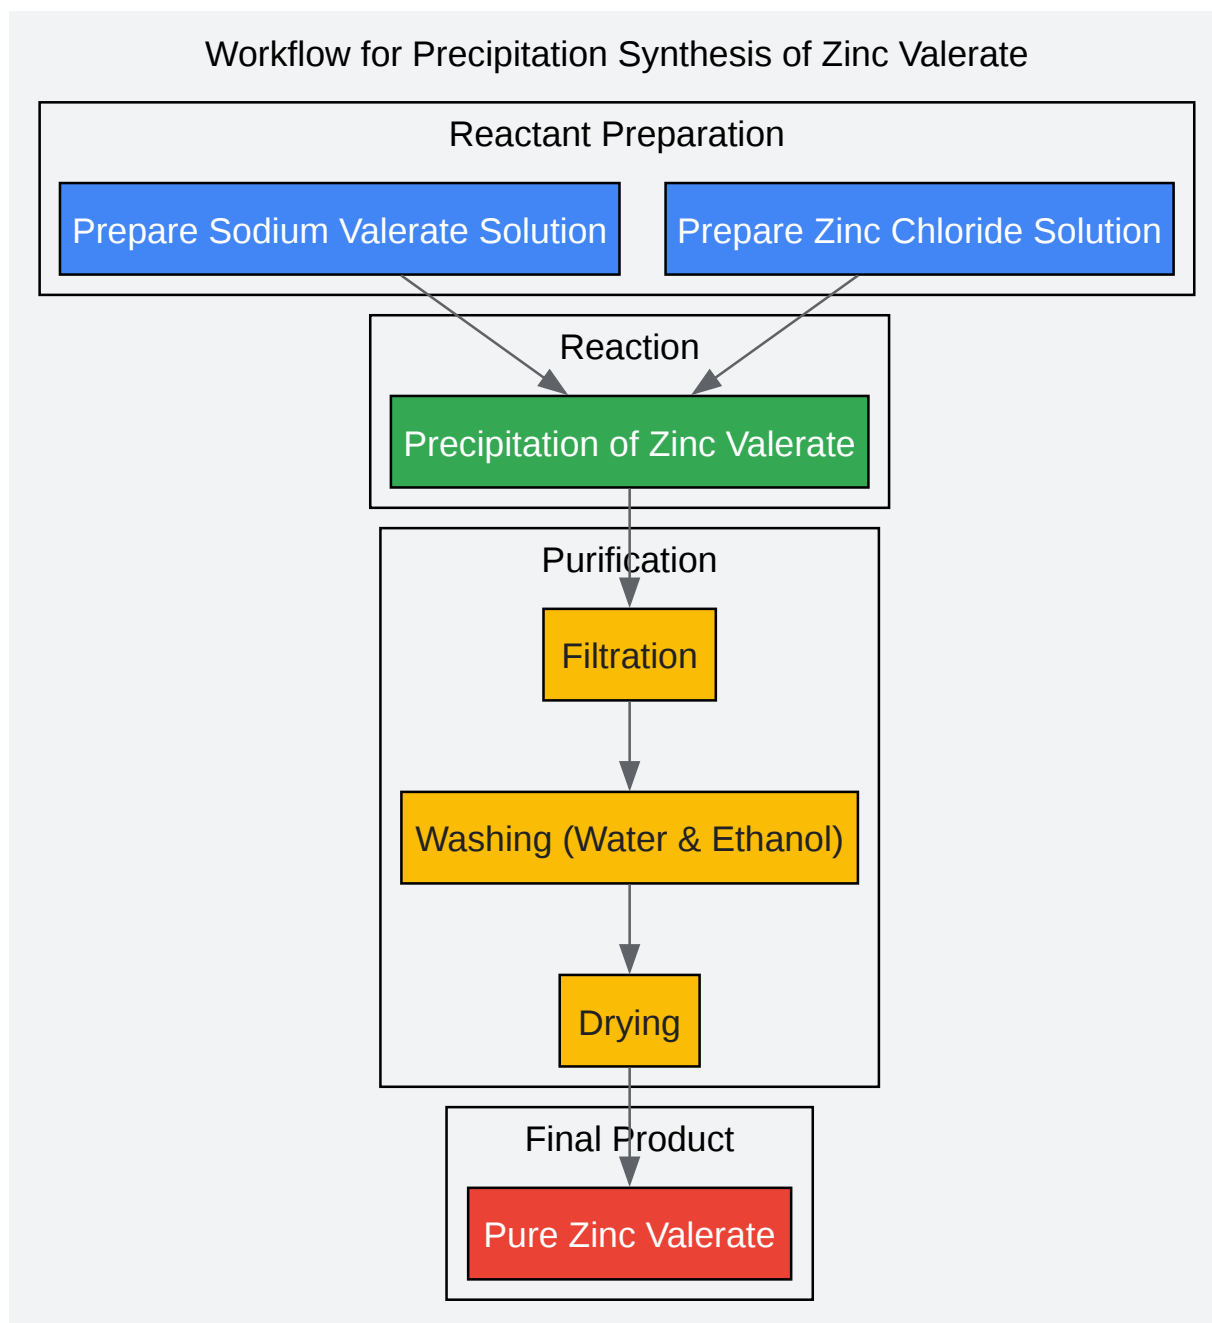 Workflow for Precipitation Synthesis of Zinc Valerate
Reactant Preparation
Prepare Sodium Valerate Solution
Prepare Zinc Chloride Solution
Reaction
Precipitation of Zinc Valerate
Purification
Filtration
Washing (Water & Ethanol)
Drying
Final Product
Pure Zinc Valerate